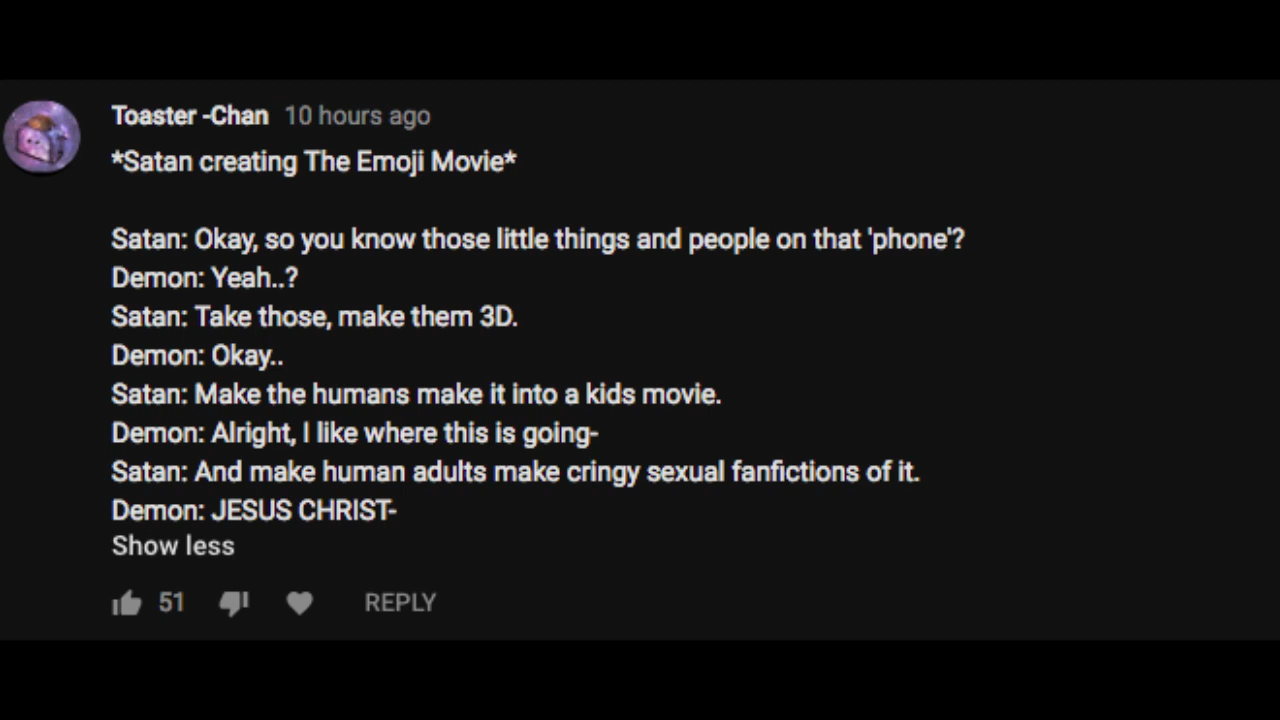 Toaster -Chan 10 hours ago
*Satan creating The Emoji Movie*
Satan: Okay, so you know those little things and people on that 'phone'?
Demon: Yeah..?
Satan: Take those, make them 3D.
Demon: Okay..
Satan: Make the humans make it into a kids movie.
Demon: Alright, I like where this is going-
Satan: And make human adults make cringy sexual fanfictions of it.
Demon: JESUS CHRIST-
Show less
51 REPLY